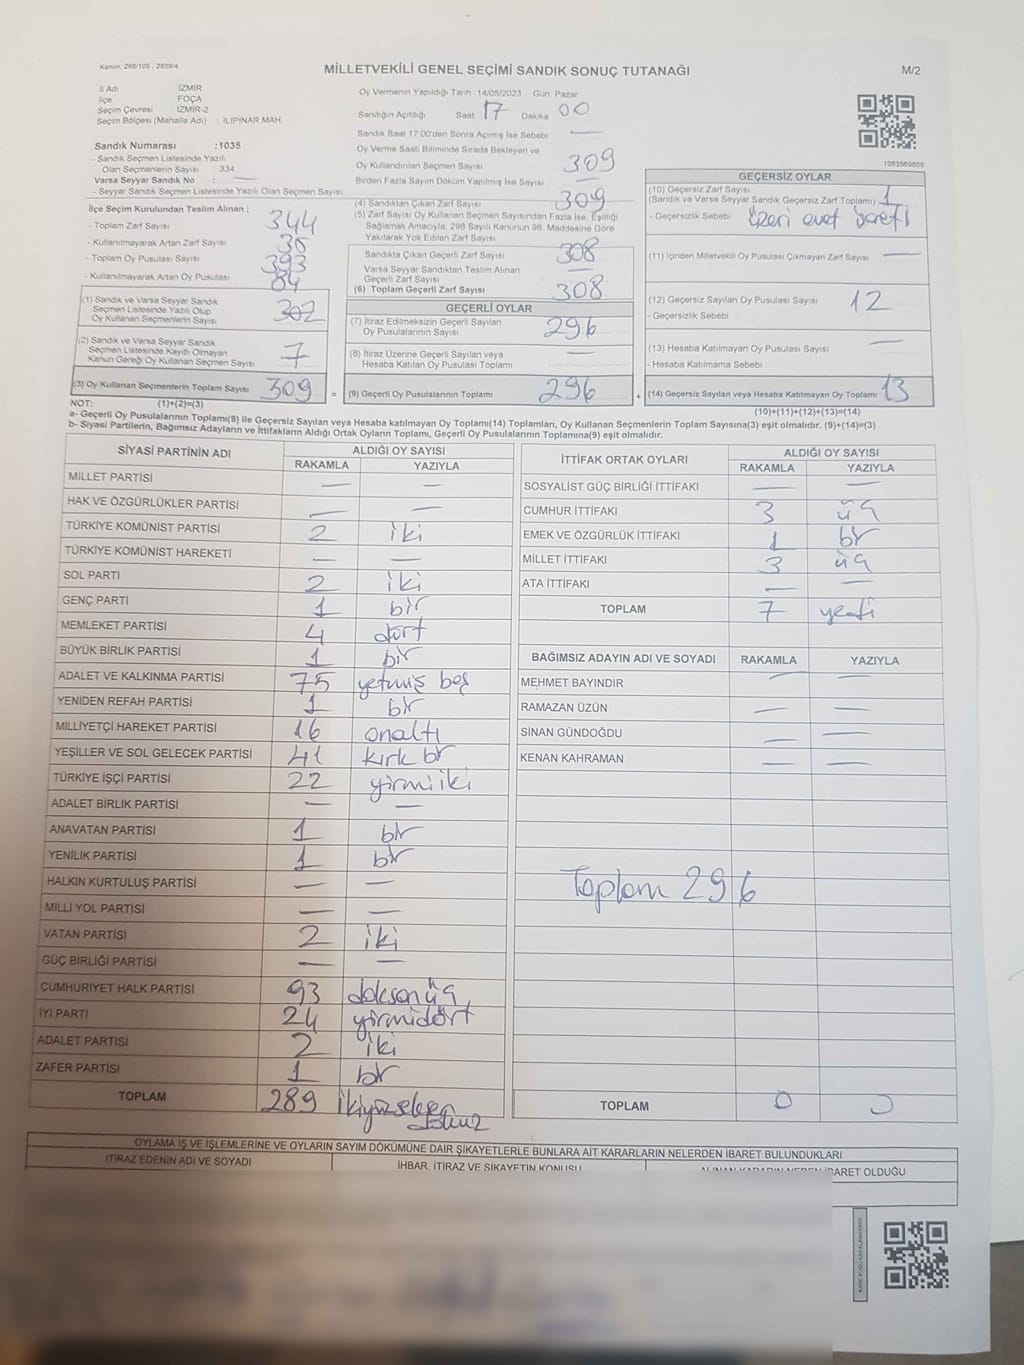 Kanun: 298/105 ; 2839/4
MİLLETVEKİLİ GENEL SEÇİMİ SANDIK SONUÇ TUTANAĞI
M/2
İl Adı : İZMİR
İlçe : FOÇA
Seçim Çevresi : İZMİR-2
Seçim Bölgesi (Mahalle Adı) : ILIPINAR MAH.
Sandık Numarası :1035
- Sandık Seçmen Listesinde Yazılı
Olan Seçmenlerin Sayısı : 334
Varsa Seyyar Sandık No : —
- Seyyar Sandık Seçmen Listesinde Yazılı Olan Seçmen Sayısı
İlçe Seçim Kurulundan Teslim Alınan ;
- Toplam Zarf Sayısı : 344
- Kullanılmayarak Artan Zarf Sayısı : 35
- Toplam Oy Pusulası Sayısı : 393
- Kullanılmayarak Artan Oy Pusulası : 84
(1) Sandık ve Varsa Seyyar Sandık
Seçmen Listesinde Yazılı Olup
Oy Kullanan Seçmenlerin Sayısı 302
(2) Sandık ve Varsa Seyyar Sandık
Seçmen Listesinde Kayıtlı Olmayan
Kanun Gereği Oy Kullanan Seçmen Sayısı 7
(3) Oy Kullanan Seçmenlerin Toplam Sayısı 309
Oy Vermenin Yapıldığı Tarih :14/05/2023 Gün: Pazar
Sandığın Açıldığı Saat 17 Dakika 00
Sandık Saat 17:00'den Sonra Açılmış İse Sebebi —
Oy Verme Saati Bitiminde Sırada Bekleyen ve
Oy Kullandırılan Seçmen Sayısı 309
Birden Fazla Sayım Döküm Yapılmış İse Sayısı —
(4) Sandıktan Çıkan Zarf Sayısı 309
(5) Zarf Sayısı Oy Kullanan Seçmen Sayısından Fazla İse, Eşitliği
Sağlamak Amacıyla, 298 Sayılı Kanunun 98. Maddesine Göre
Yakılarak Yok Edilen Zarf Sayısı
Sandıkta Çıkan Geçerli Zarf Sayısı 308
Varsa Seyyar Sandıktan Teslim Alınan
Geçerli Zarf Sayısı —
(6) Toplam Geçerli Zarf Sayısı 308
GEÇERLİ OYLAR
(7) İtiraz Edilmeksizin Geçerli Sayılan
Oy Pusulalarının Sayısı 296
(8) İtiraz Üzerine Geçerli Sayılan veya
Hesaba Katılan Oy Pusulası Toplamı —
= (9) Geçerli Oy Pusulalarının Toplamı 296
1083569809
GEÇERSİZ OYLAR
(10) Geçersiz Zarf Sayısı
(Sandık ve Varsa Seyyar Sandık Geçersiz Zarf Toplamı) 1
- Geçersizlik Sebebi : Üzeri evet işaretli
(11) İçinden Milletvekili Oy Pusulası Çıkmayan Zarf Sayısı —
(12) Geçersiz Sayılan Oy Pusulası Sayısı 12
- Geçersizlik Sebebi :
(13) Hesaba Katılmayan Oy Pusulası Sayısı —
- Hesaba Katılmama Sebebi : —
+ (14) Geçersiz Sayılan veya Hesaba Katılmayan Oy Toplamı 13
NOT: (1)+(2)=(3)
(10)+(11)+(12)+(13)=(14)
a- Geçerli Oy Pusulalarının Toplamı(9) ile Geçersiz Sayılan veya Hesaba katılmayan Oy Toplamı(14) Toplamları, Oy Kullanan Seçmenlerin Toplam Sayısına(3) eşit olmalıdır. (9)+(14)=(3)
b- Siyasi Partilerin, Bağımsız Adayların ve İttifakların Aldığı Ortak Oyların Toplamı, Geçerli Oy Pusulalarının Toplamına(9) eşit olmalıdır.
SİYASİ PARTİNİN ADI ALDIĞI OY SAYISI
RAKAMLA YAZIYLA
MİLLET PARTİSİ — —
HAK VE ÖZGÜRLÜKLER PARTİSİ — —
TÜRKİYE KOMÜNİST PARTİSİ 2 iki
TÜRKİYE KOMÜNİST HAREKETİ — —
SOL PARTİ 2 iki
GENÇ PARTİ 1 bir
MEMLEKET PARTİSİ 4 dört
BÜYÜK BİRLİK PARTİSİ 1 bir
ADALET VE KALKINMA PARTİSİ 75 yetmiş beş
YENİDEN REFAH PARTİSİ 1 bir
MİLLİYETÇİ HAREKET PARTİSİ 16 onaltı
YEŞİLLER VE SOL GELECEK PARTİSİ 41 kırk bir
TÜRKİYE İŞÇİ PARTİSİ 22 yirmiiki
ADALET BİRLİK PARTİSİ — —
ANAVATAN PARTİSİ 1 bir
YENİLİK PARTİSİ 1 bir
HALKIN KURTULUŞ PARTİSİ — —
MİLLİ YOL PARTİSİ — —
VATAN PARTİSİ 2 iki
GÜÇ BİRLİĞİ PARTİSİ — —
CUMHURİYET HALK PARTİSİ 93 doksanüç
İYİ PARTİ 24 yirmidört
ADALET PARTİSİ 2 iki
ZAFER PARTİSİ 1 bir
TOPLAM 289 ikiyüzseksendokuz
İTTİFAK ORTAK OYLARI ALDIĞI OY SAYISI
RAKAMLA YAZIYLA
SOSYALİST GÜÇ BİRLİĞİ İTTİFAKI — —
CUMHUR İTTİFAKI 3 üç
EMEK VE ÖZGÜRLÜK İTTİFAKI 1 bir
MİLLET İTTİFAKI 3 üç
ATA İTTİFAKI — —
TOPLAM 7 yedi
BAĞIMSIZ ADAYIN ADI VE SOYADI RAKAMLA YAZIYLA
MEHMET BAYINDIR — —
RAMAZAN ÜZÜN — —
SİNAN GÜNDOĞDU — —
KENAN KAHRAMAN — —
Toplam 296
TOPLAM 0 0
OYLAMA İŞ VE İŞLEMLERİNE VE OYLARIN SAYIM DÖKÜMÜNE DAİR ŞİKAYETLERLE BUNLARA AİT KARARLARIN NELERDEN İBARET BULUNDUKLARI
İTİRAZ EDENİN ADI VE SOYADI İHBAR, İTİRAZ VE ŞİKAYETİN KONUSU ALINAN KARARIN NEDEN İBARET OLDUĞU